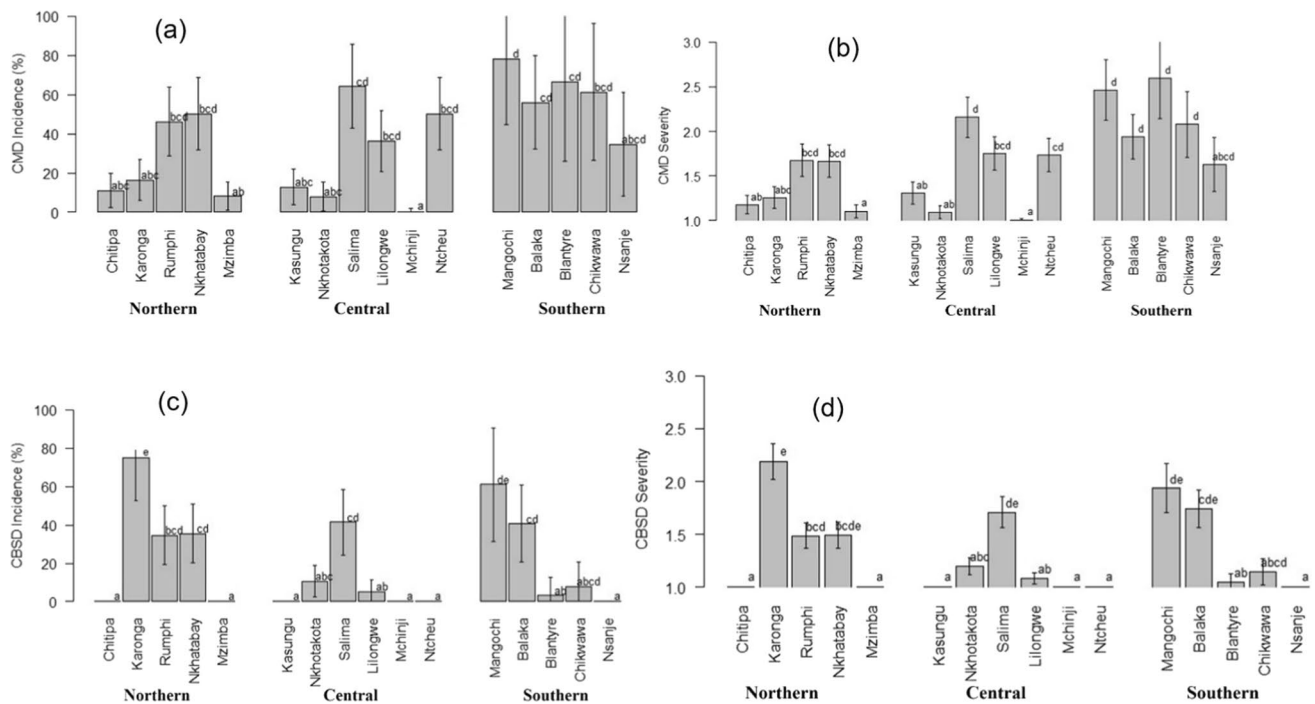 (a)
CMD Incidence (%)
100
80
60
40
20
0
abc
abc
bcd
bcd
ab
abc
ab
cd
bcd
a
bcd
d
cd
cd
bcd
abcd
Chitipa
Karonga
Rumphi
Nkhatabay
Mzimba
Kasungu
Nkhotakota
Salima
Lilongwe
Mchinji
Ntcheu
Mangochi
Balaka
Blantyre
Chikwawa
Nsanje
Northern
Central
Southern
(b)
CMD Severity
3.0
2.5
2.0
1.5
1.0
ab
abc
bcd
bcd
a
ab
ab
d
bcd
a
cd
d
d
d
d
bcd
Chitipa
Karonga
Rumphi
Nkhatabay
Mzimba
Kasungu
Nkhotakota
Salima
Lilongwe
Mchinji
Ntcheu
Mangochi
Balaka
Blantyre
Chikwawa
Nsanje
Northern
Central
Southern
(c)
CBSD Incidence (%)
100
80
60
40
20
0
a
e
bcd
cd
a
a
abc
cd
ab
a
a
de
cd
ab
abcd
a
Chitipa
Karonga
Rumphi
Nkhatabay
Mzimba
Kasungu
Nkhotakota
Salima
Lilongwe
Mchinji
Ntcheu
Mangochi
Balaka
Blantyre
Chikwawa
Nsanje
Northern
Central
Southern
(d)
CBSD Severity
3.0
2.5
2.0
1.5
1.0
a
e
bcd
bcde
a
a
abc
de
ab
a
a
de
cde
ab
abcd
a
Chitipa
Karonga
Rumphi
Nkhatabay
Mzimba
Kasungu
Nkhotakota
Salima
Lilongwe
Mchinji
Ntcheu
Mangochi
Balaka
Blantyre
Chikwawa
Nsanje
Northern
Central
Southern